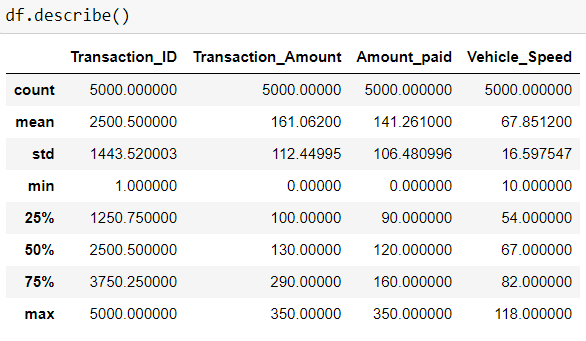 df.describe()
Transaction_ID Transaction_Amount Amount_paid Vehicle_Speed
count 5000.000000 5000.00000 5000.000000 5000.000000
mean 2500.500000 161.06200 141.261000 67.851200
std 1443.520003 112.44995 106.480996 16.597547
min 1.000000 0.00000 0.000000 10.000000
25% 1250.750000 100.00000 90.000000 54.000000
50% 2500.500000 130.00000 120.000000 67.000000
75% 3750.250000 290.00000 160.000000 82.000000
max 5000.000000 350.00000 350.000000 118.000000